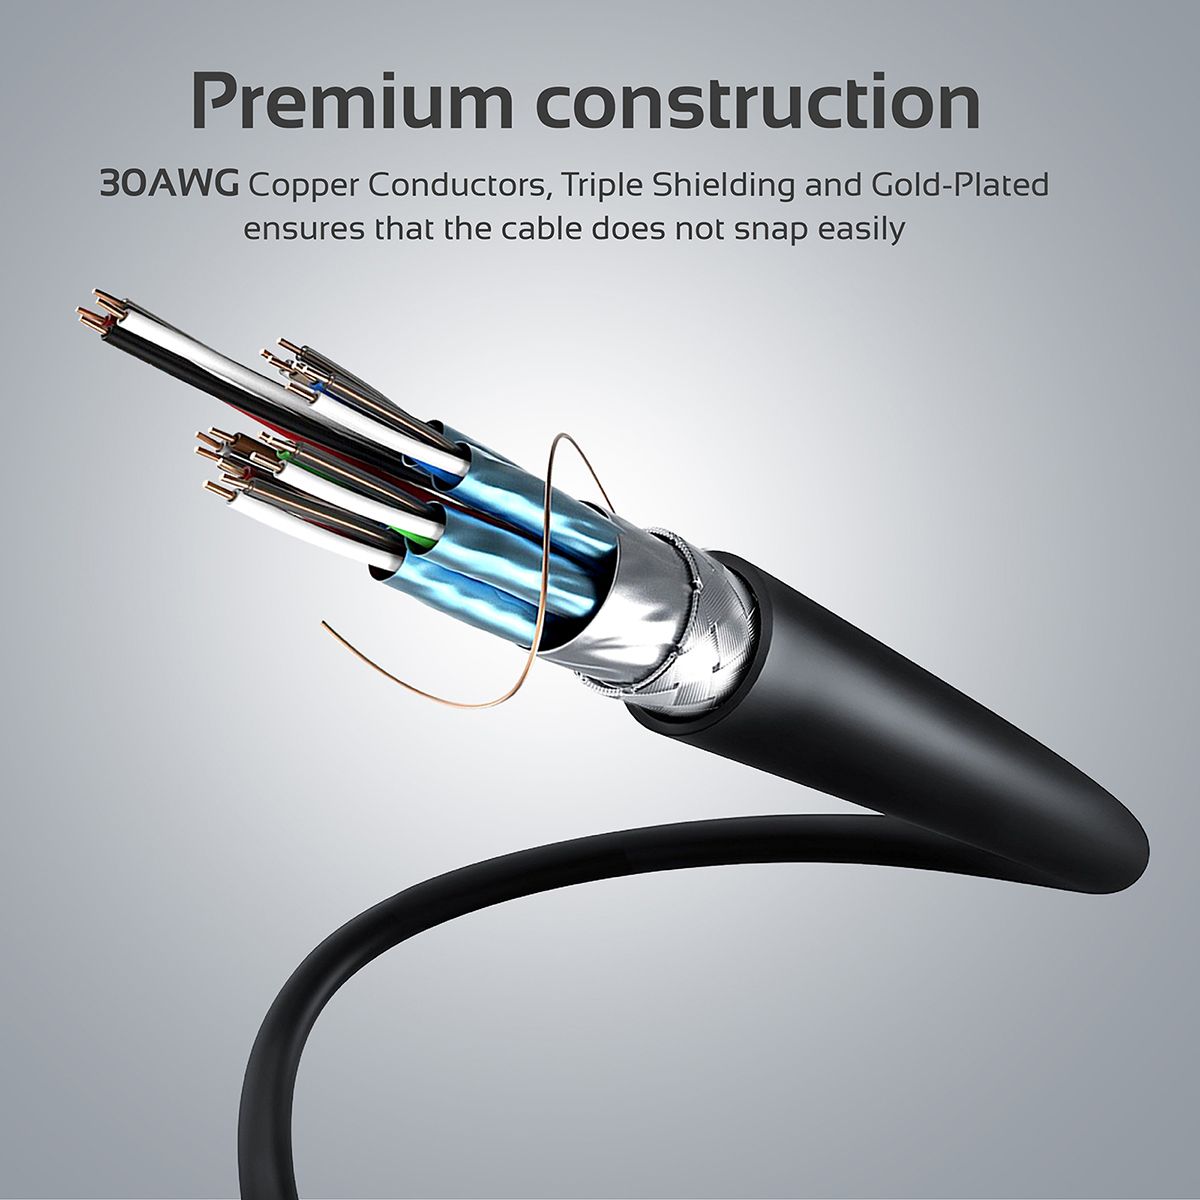 Premium construction
30AWG Copper Conductors, Triple Shielding and Gold-Plated
ensures that the cable does not snap easily